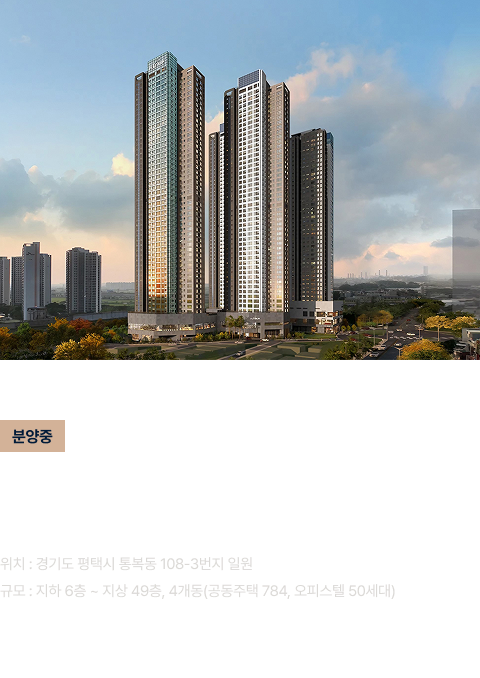 분양중
위치 : 경기도 평택시 통복동 108-3번지 일원
규모 : 지하 6층 ~ 지상 49층, 4개동(공동주택 784, 오피스텔 50세대)